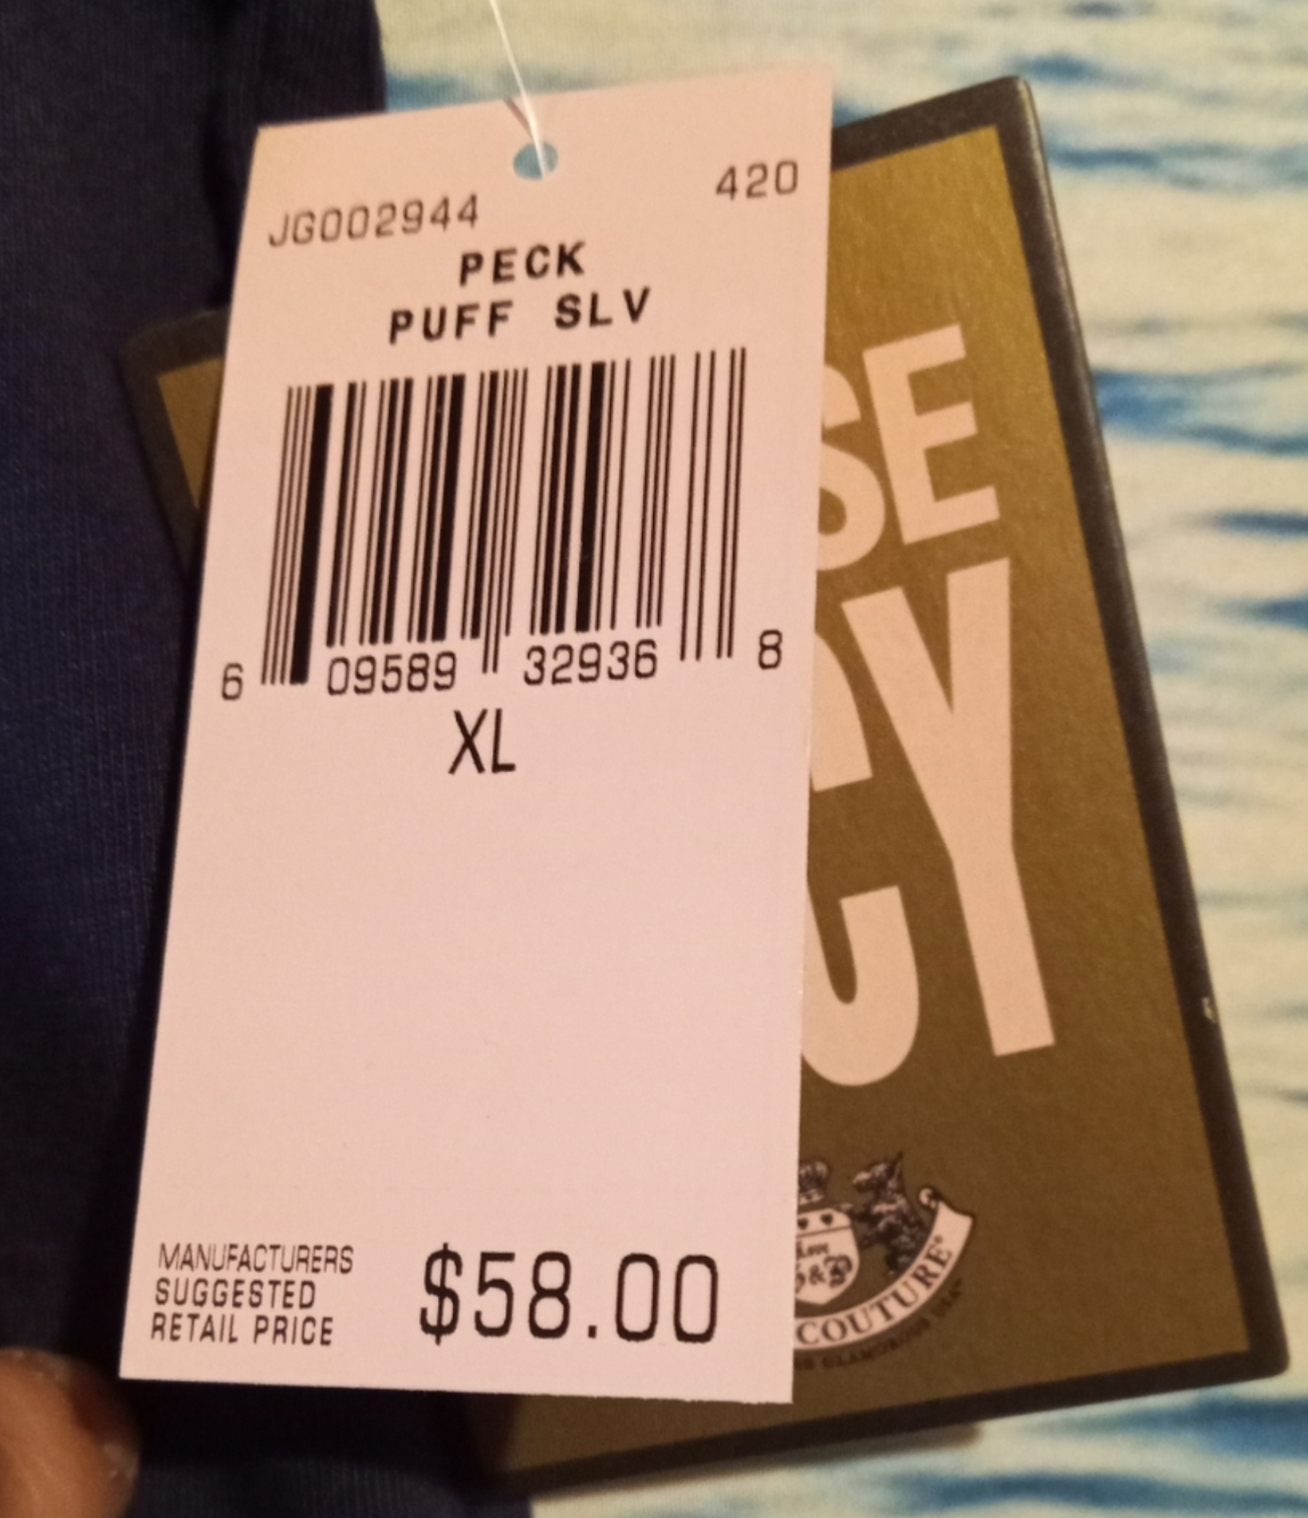 JG002944 420
PECK
PUFF SLV
6 09589 32936 8
XL
MANUFACTURERS
SUGGESTED
RETAIL PRICE
$58.00
SE
CY
COUTURE